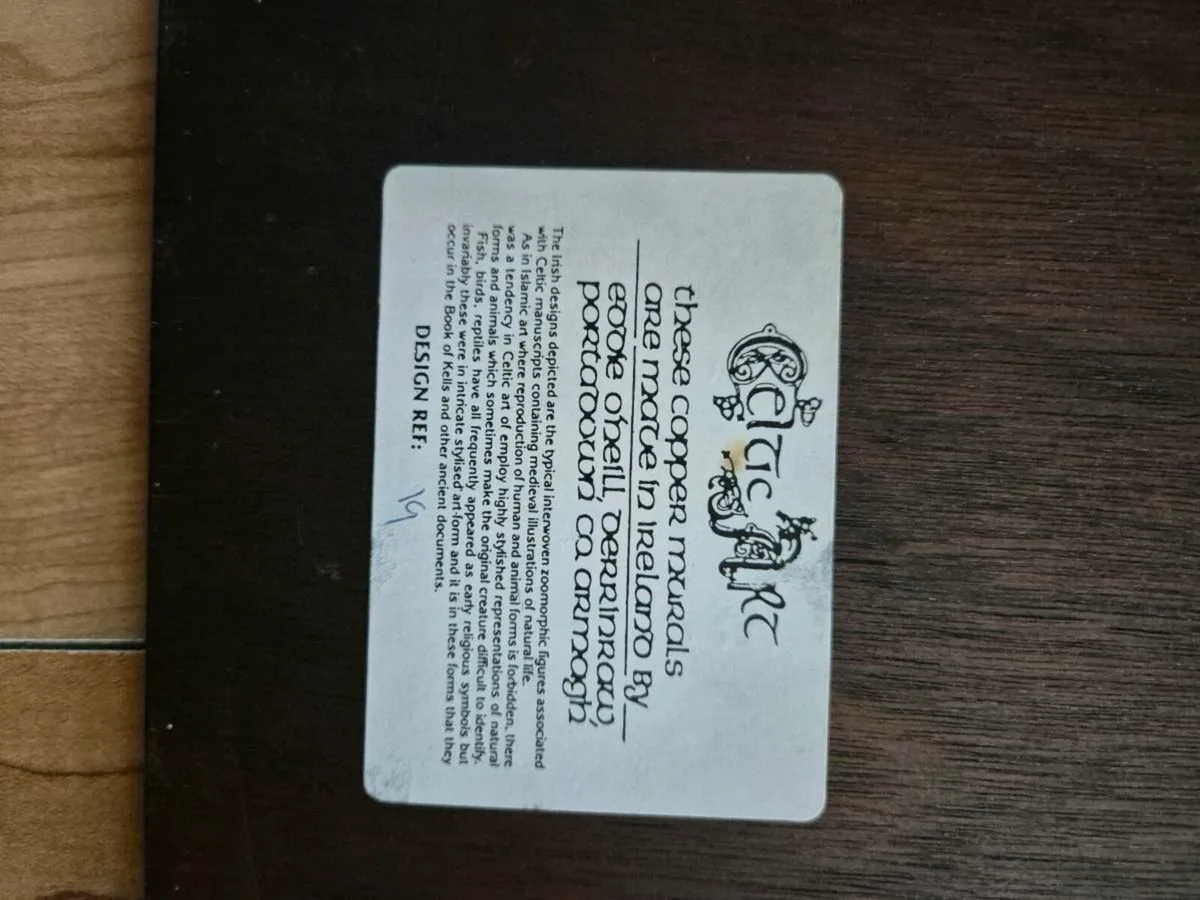 Celtic Art
these copper murals
are made in ireland by
eddie o'neill, derrinraw,
portadown co armagh
The Irish designs depicted are the typical interwoven zoomorphic figures associated
with Celtic manuscripts containing medieval illustrations of natural life.
As in Islamic art where reproduction of human and animal forms is forbidden, there
was a tendency in Celtic art of employ highly stylished representations of natural
forms and animals which sometimes make the original creature difficult to identify.
Fish, birds, reptiles have all frequently appeared as early religious symbols but
invariably these were in intricate stylised art-form and it is in these forms that they
occur in the Book of Kells and other ancient documents.
DESIGN REF: 19